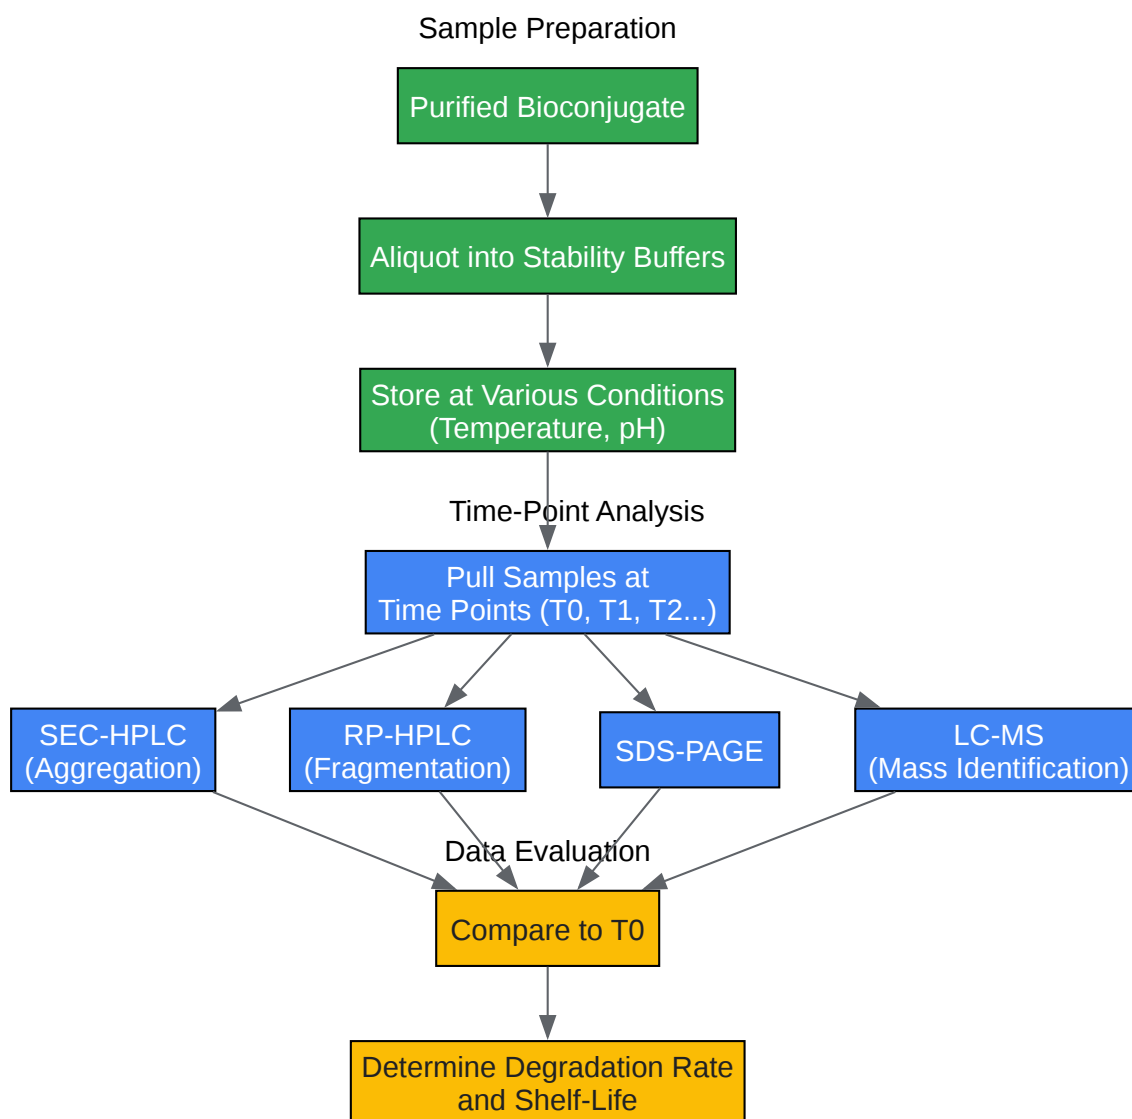 Sample Preparation
Purified Bioconjugate
Aliquot into Stability Buffers
Store at Various Conditions
(Temperature, pH)
Time-Point Analysis
Pull Samples at
Time Points (T0, T1, T2...)
SEC-HPLC
(Aggregation)
RP-HPLC
(Fragmentation)
SDS-PAGE
LC-MS
(Mass Identification)
Data Evaluation
Compare to T0
Determine Degradation Rate
and Shelf-Life